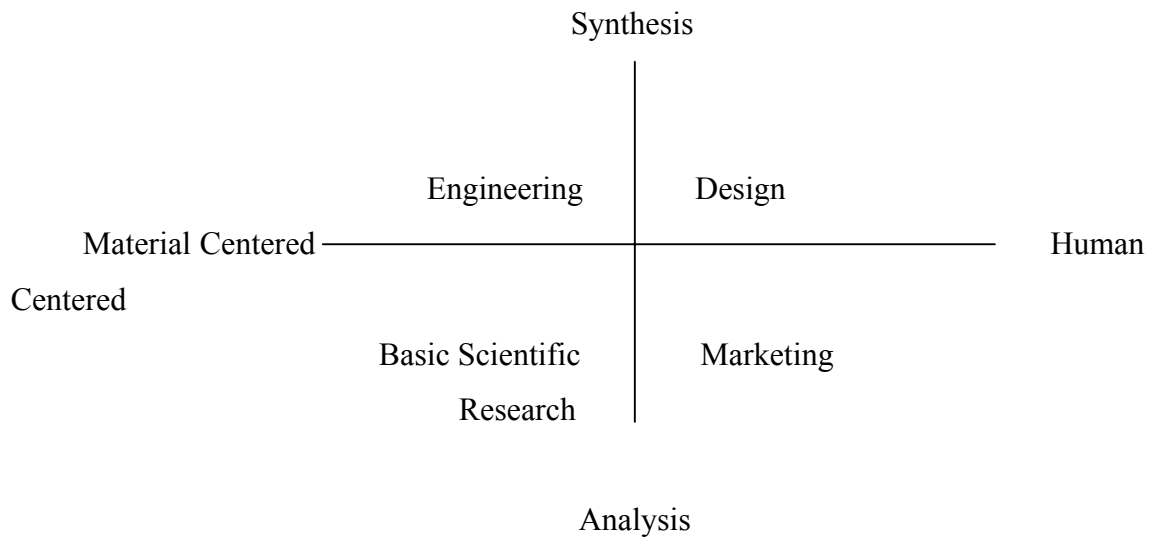 Synthesis
Engineering Design
Material Centered Human
Centered
Basic Scientific Marketing
Research
Analysis